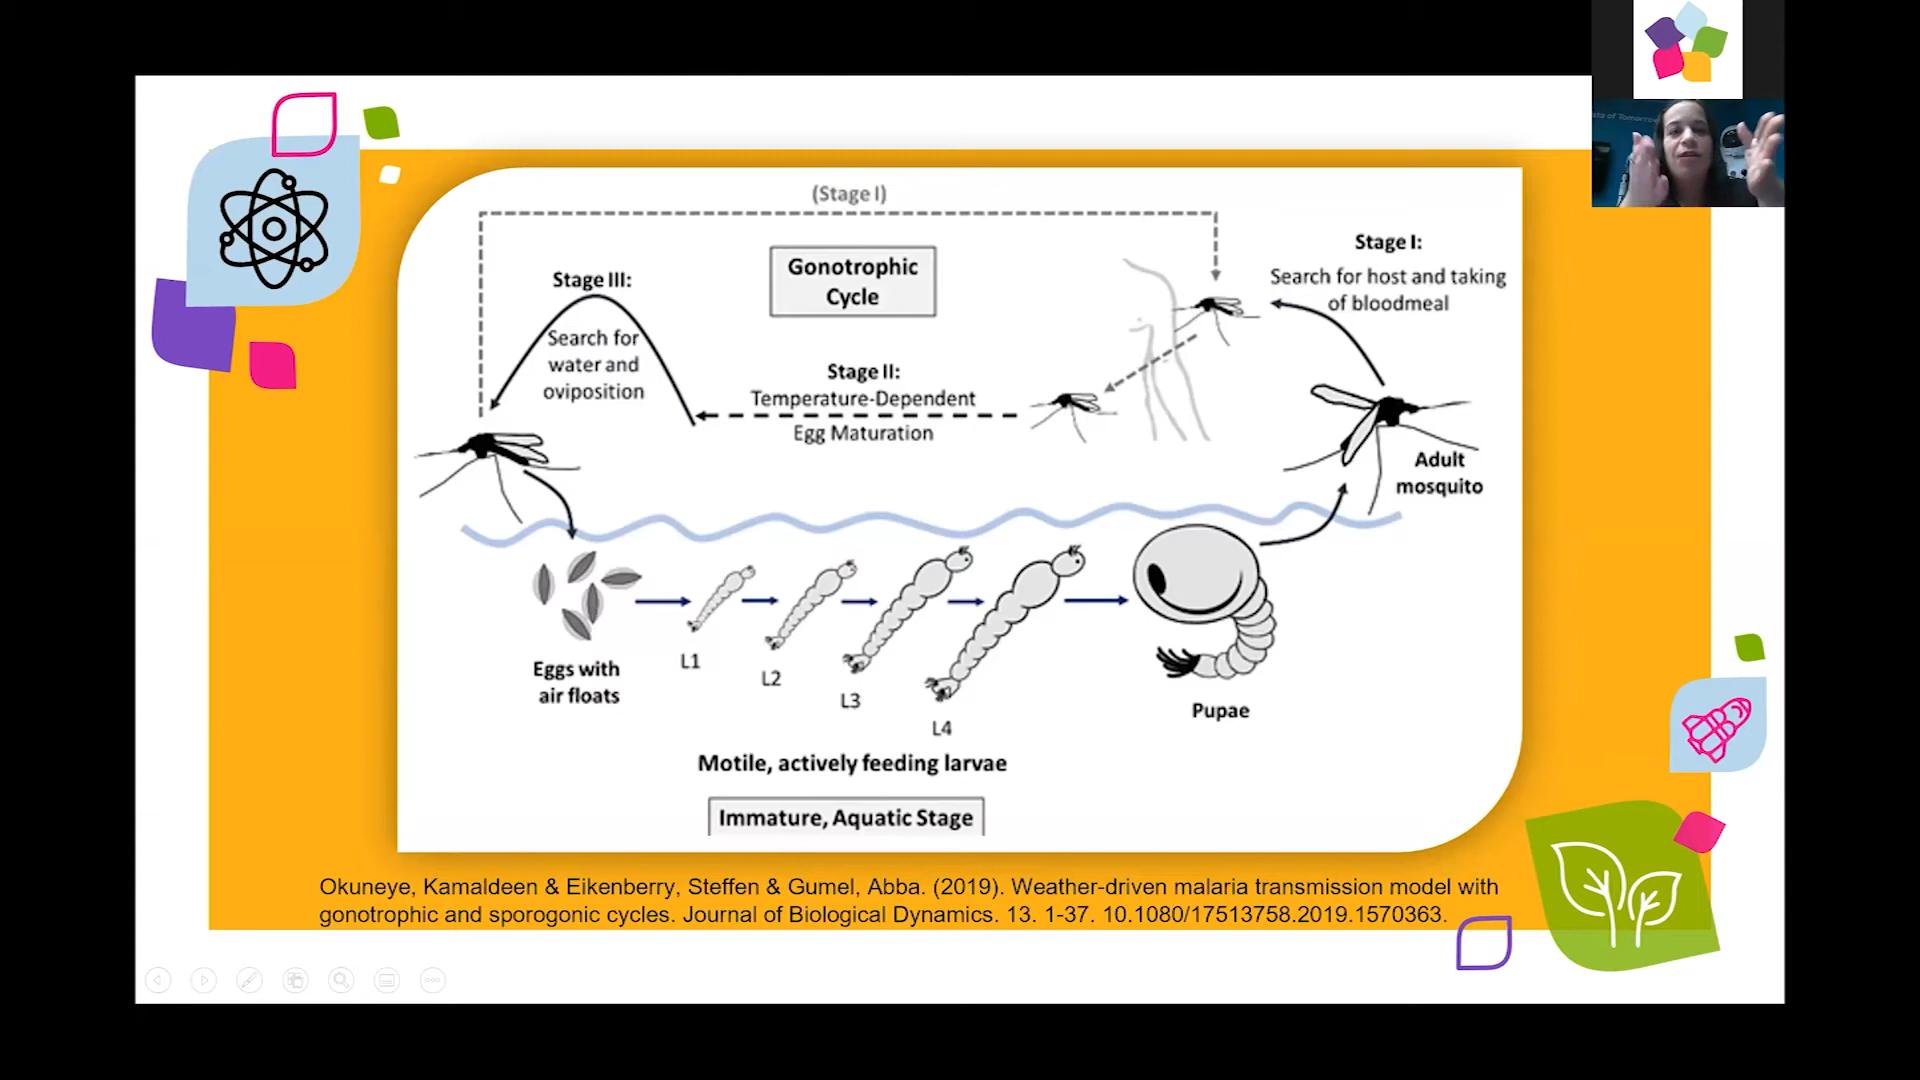 (Stage I)
Gonotrophic
Cycle
Stage I:
Search for host and taking
of bloodmeal
Stage III:
Search for
water and
oviposition
Stage II:
Temperature-Dependent
Egg Maturation
Adult
mosquito
Eggs with
air floats
L1
L2
L3
L4
Pupae
Motile, actively feeding larvae
Immature, Aquatic Stage
Okuneye, Kamaldeen & Eikenberry, Steffen & Gumel, Abba. (2019). Weather-driven malaria transmission model with
gonotrophic and sporogonic cycles. Journal of Biological Dynamics. 13. 1-37. 10.1080/17513758.2019.1570363.
of Tomorrow